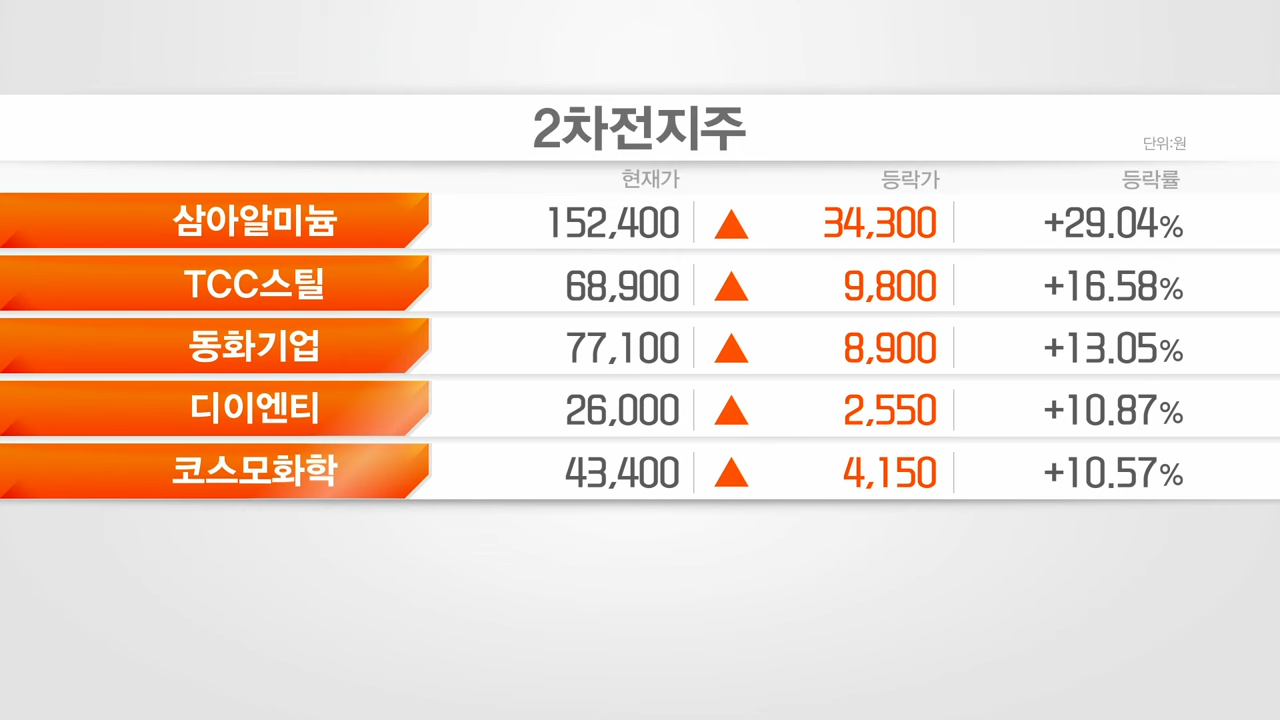 2차전지주
단위:원
현재가 등락가 등락률
삼아알미늄 152,400 ▲ 34,300 +29.04%
TCC스틸 68,900 ▲ 9,800 +16.58%
동화기업 77,100 ▲ 8,900 +13.05%
디이엔티 26,000 ▲ 2,550 +10.87%
코스모화학 43,400 ▲ 4,150 +10.57%